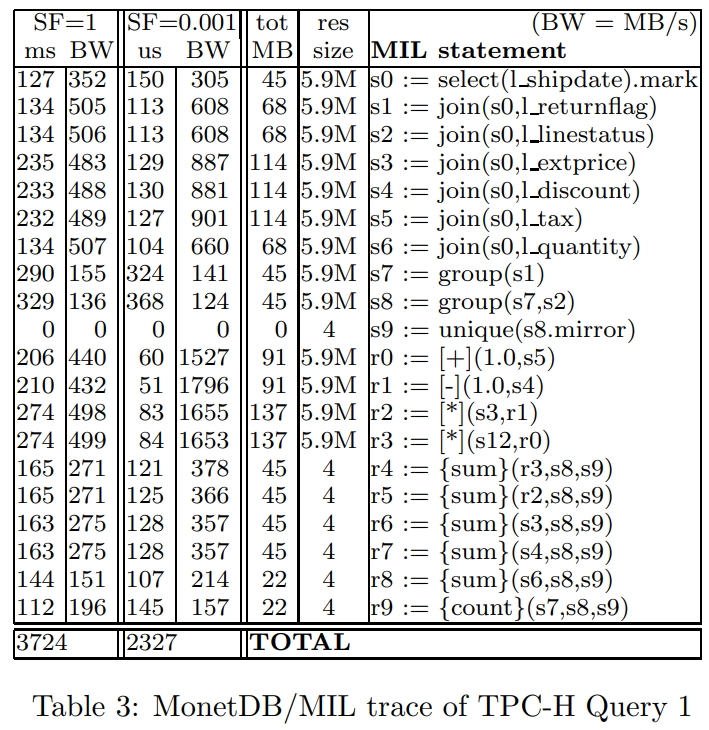 SF=1 SF=0.001 tot res (BW = MB/s)
ms BW us BW MB size MIL statement
127 352 150 305 45 5.9M s0 := select(l_shipdate).mark
134 505 113 608 68 5.9M s1 := join(s0,l_returnflag)
134 506 113 608 68 5.9M s2 := join(s0,l_linestatus)
235 483 129 887 114 5.9M s3 := join(s0,l_extprice)
233 488 130 881 114 5.9M s4 := join(s0,l_discount)
232 489 127 901 114 5.9M s5 := join(s0,l_tax)
134 507 104 660 68 5.9M s6 := join(s0,l_quantity)
290 155 324 141 45 5.9M s7 := group(s1)
329 136 368 124 45 5.9M s8 := group(s7,s2)
0 0 0 0 0 4 s9 := unique(s8.mirror)
206 440 60 1527 91 5.9M r0 := [+](1.0,s5)
210 432 51 1796 91 5.9M r1 := [-](1.0,s4)
274 498 83 1655 137 5.9M r2 := [*](s3,r1)
274 499 84 1653 137 5.9M r3 := [*](s12,r0)
165 271 121 378 45 4 r4 := {sum}(r3,s8,s9)
165 271 125 366 45 4 r5 := {sum}(r2,s8,s9)
163 275 128 357 45 4 r6 := {sum}(s3,s8,s9)
163 275 128 357 45 4 r7 := {sum}(s4,s8,s9)
144 151 107 214 22 4 r8 := {sum}(s6,s8,s9)
112 196 145 157 22 4 r9 := {count}(s7,s8,s9)
3724 2327 TOTAL
Table 3: MonetDB/MIL trace of TPC-H Query 1